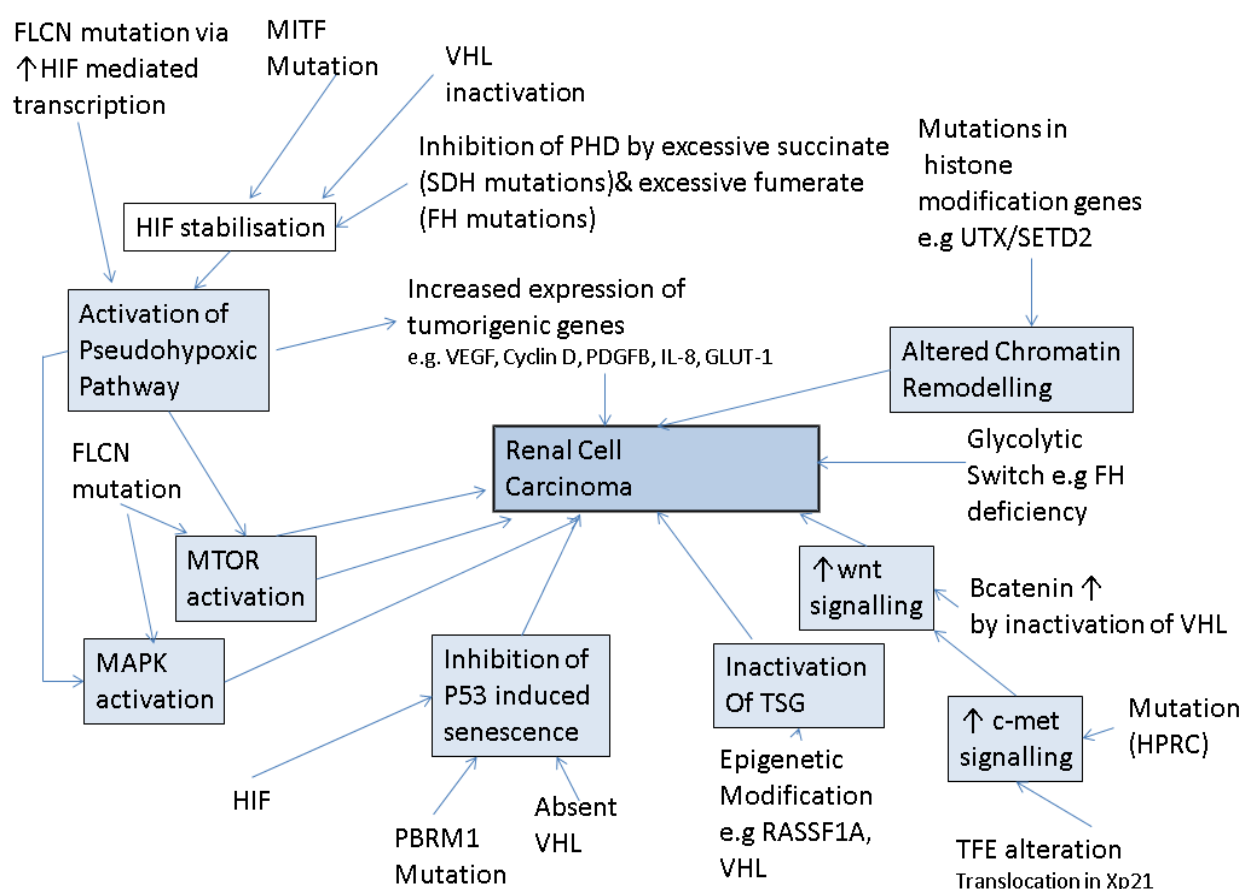 FLCN mutation via
↑HIF mediated
transcription
MITF
Mutation
VHL
inactivation
Inhibition of PHD by excessive succinate
(SDH mutations)& excessive fumerate
(FH mutations)
Mutations in
histone
modification genes
e.g UTX/SETD2
HIF stabilisation
Activation of
Pseudohypoxic
Pathway
Increased expression of
tumorigenic genes
e.g. VEGF, Cyclin D, PDGFB, IL-8, GLUT-1
Altered Chromatin
Remodelling
Renal Cell
Carcinoma
Glycolytic
Switch e.g FH
deficiency
FLCN
mutation
MTOR
activation
↑wnt
signalling
Bcatenin ↑
by inactivation of VHL
MAPK
activation
Inhibition of
P53 induced
senescence
Inactivation
Of TSG
↑ c-met
signalling
Mutation
(HPRC)
HIF
PBRM1
Mutation
Absent
VHL
Epigenetic
Modification
e.g RASSF1A,
VHL
TFE alteration
Translocation in Xp21